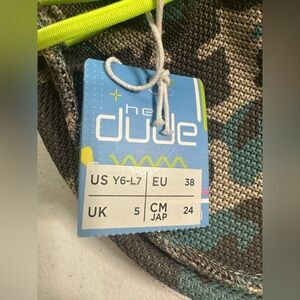 hey
dude
US Y6-L7 EU 38
UK 5 CM JAP 24